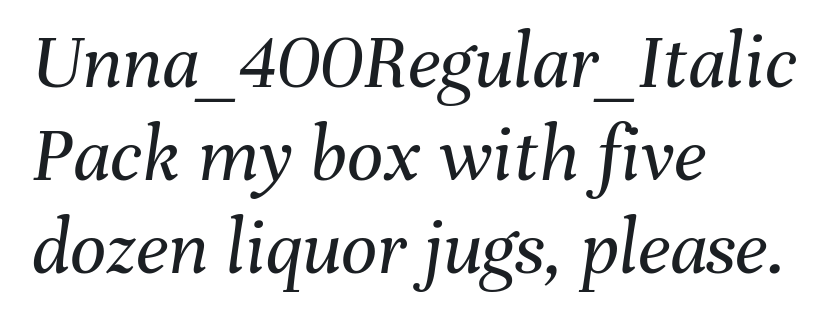 Unna_400Regular_Italic
Pack my box with five
dozen liquor jugs, please.